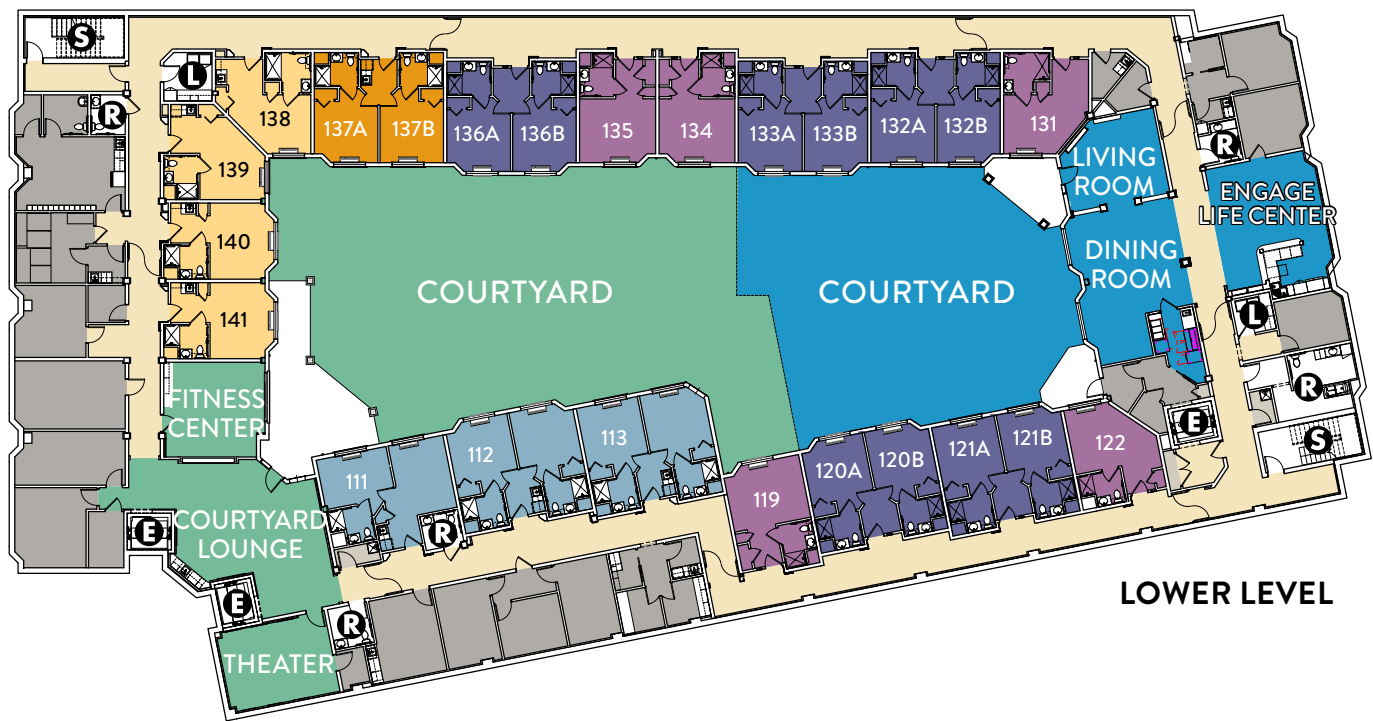 S
L
R
138
137A
137B
136A
136B
135
134
133A
133B
132A
132B
131
R
139
LIVING
ROOM
ENGAGE
LIFE CENTER
140
DINING
ROOM
COURTYARD
COURTYARD
141
L
R
FITNESS
CENTER
E
S
111
112
113
119
120A
120B
121A
121B
122
COURTYARD
LOUNGE
E
R
E
R
THEATER
LOWER LEVEL